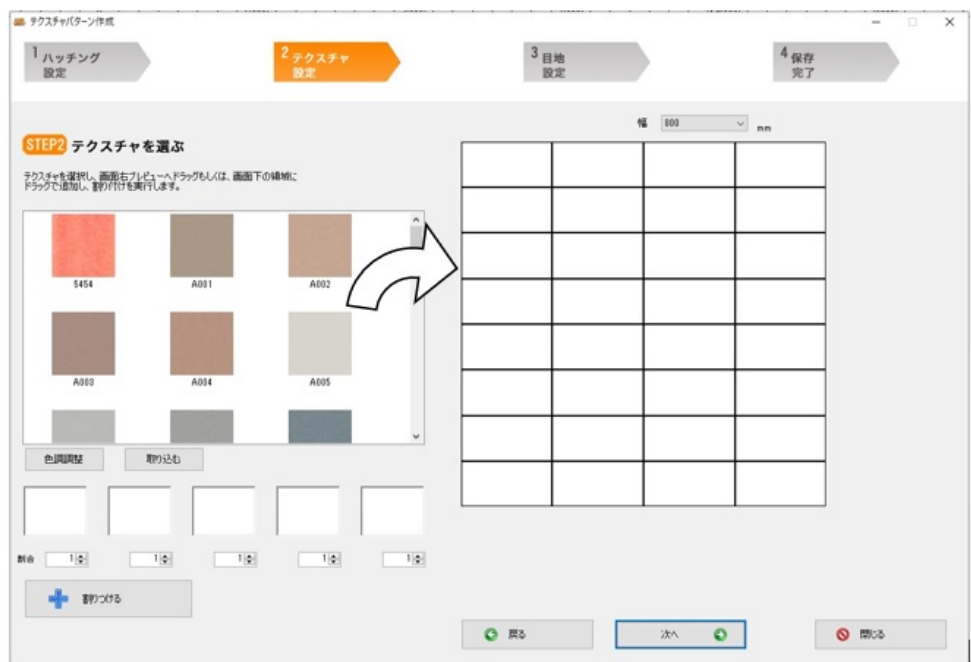 テクスチャパターン作成
1 ハッチング
設定
2 テクスチャ
設定
3 目地
設定
4 保存
完了
幅 800 mm
STEP2 テクスチャを選ぶ
テクスチャを選択し、画面右プレビューへドラッグもしくは、画面下の領域に
ドラッグで追加し、割り付けを実行します。
5454 A001 A002
A003 A004 A005
色調調整 取り込む
割合 1 1 1 1 1
割りつける
戻る 次へ 閉じる